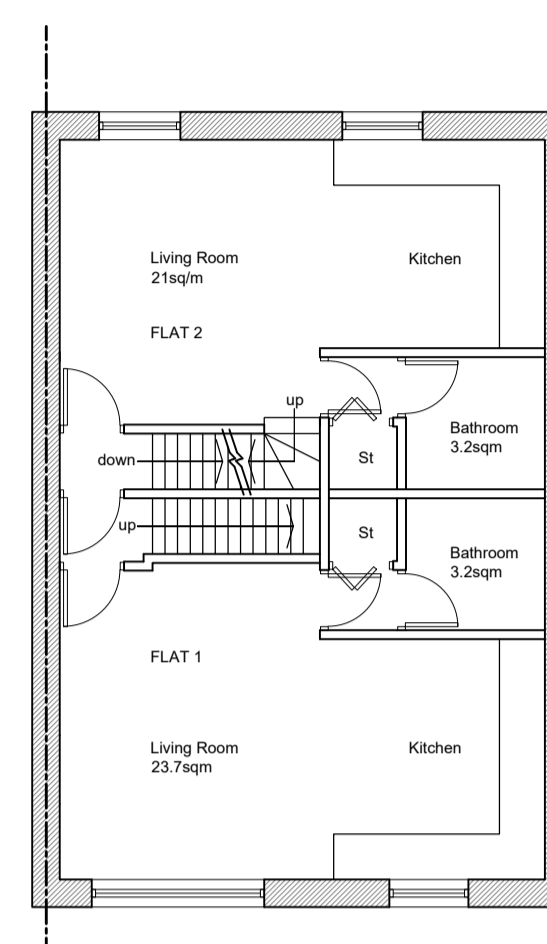 Living Room
21sq/m
Kitchen
FLAT 2
up
Bathroom
3.2sqm
down
St
up
St
Bathroom
3.2sqm
FLAT 1
Living Room
23.7sqm
Kitchen